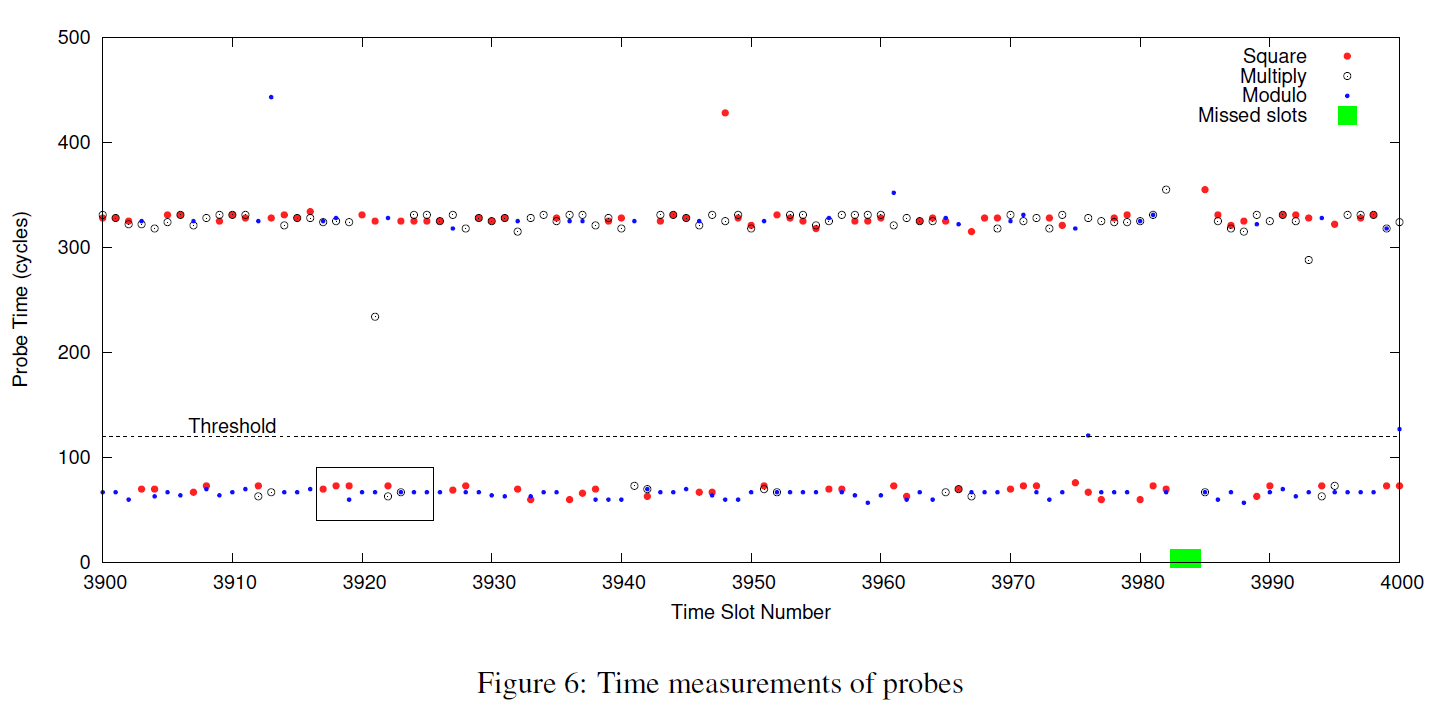 500
400
300
200
100
0
Probe Time (cycles)
Square
Multiply
Modulo
Missed slots
Threshold
3900 3910 3920 3930 3940 3950 3960 3970 3980 3990 4000
Time Slot Number
Figure 6: Time measurements of probes